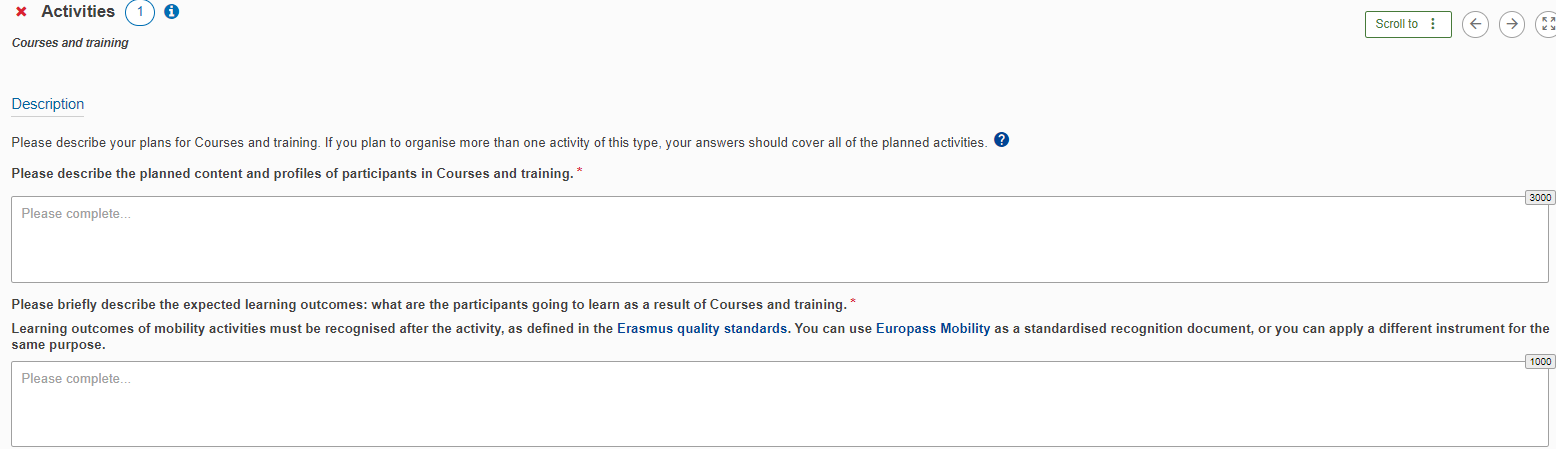 Activities 1
Scroll to
Courses and training
Description
Please describe your plans for Courses and training. If you plan to organise more than one activity of this type, your answers should cover all of the planned activities.
Please describe the planned content and profiles of participants in Courses and training. *
3000
Please complete...
Please briefly describe the expected learning outcomes: what are the participants going to learn as a result of Courses and training. *
Learning outcomes of mobility activities must be recognised after the activity, as defined in the Erasmus quality standards. You can use Europass Mobility as a standardised recognition document, or you can apply a different instrument for the
same purpose.
1000
Please complete...